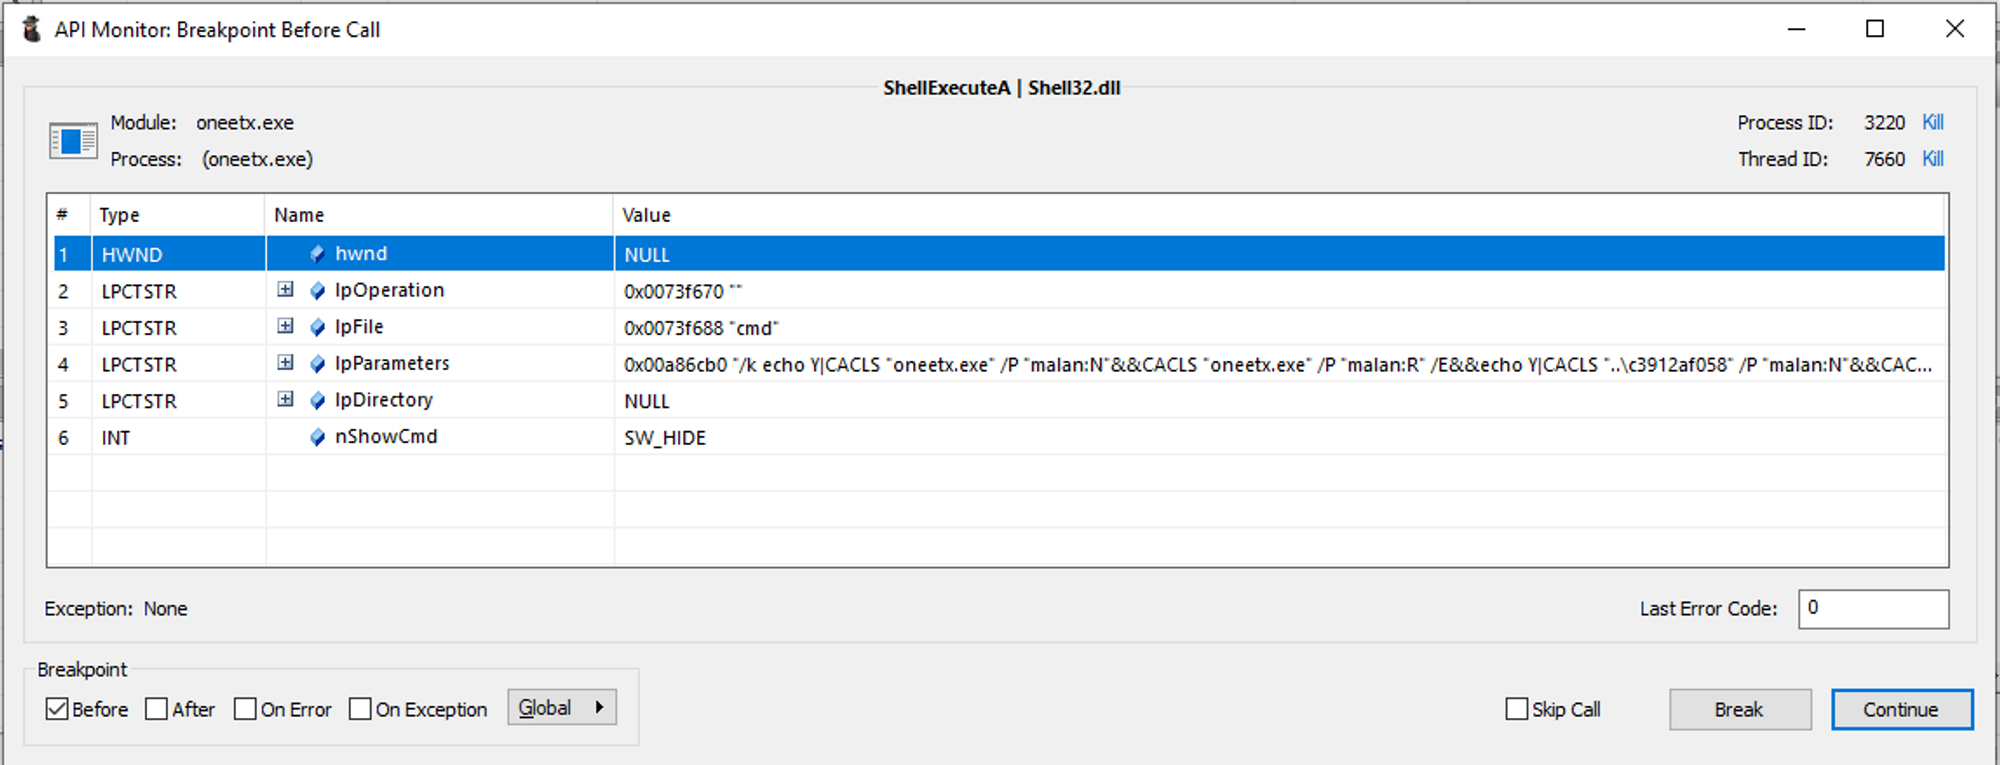 API Monitor: Breakpoint Before Call
ShellExecuteA | Shell32.dll
Module: oneetx.exe
Process ID: 3220 Kill
Process: (oneetx.exe)
Thread ID: 7660 Kill
# Type Name Value
1 HWND hwnd NULL
2 LPCTSTR lpOperation 0x0073f670 ""
3 LPCTSTR lpFile 0x0073f688 "cmd"
4 LPCTSTR lpParameters 0x00a86cb0 "/k echo Y|CACLS "oneetx.exe" /P "malan:N"&&CACLS "oneetx.exe" /P "malan:R" /E&&echo Y|CACLS "..\c3912af058" /P "malan:N"&&CAC...
5 LPCTSTR lpDirectory NULL
6 INT nShowCmd SW_HIDE
Exception: None
Last Error Code: 0
Breakpoint
Before After On Error On Exception Global
Skip Call Break Continue